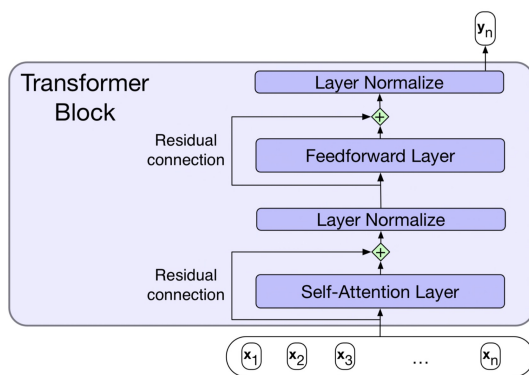 yn
Transformer
Block
Layer Normalize
+
Residual
connection
Feedforward Layer
Layer Normalize
+
Residual
connection
Self-Attention Layer
x1 x2 x3 ... xn